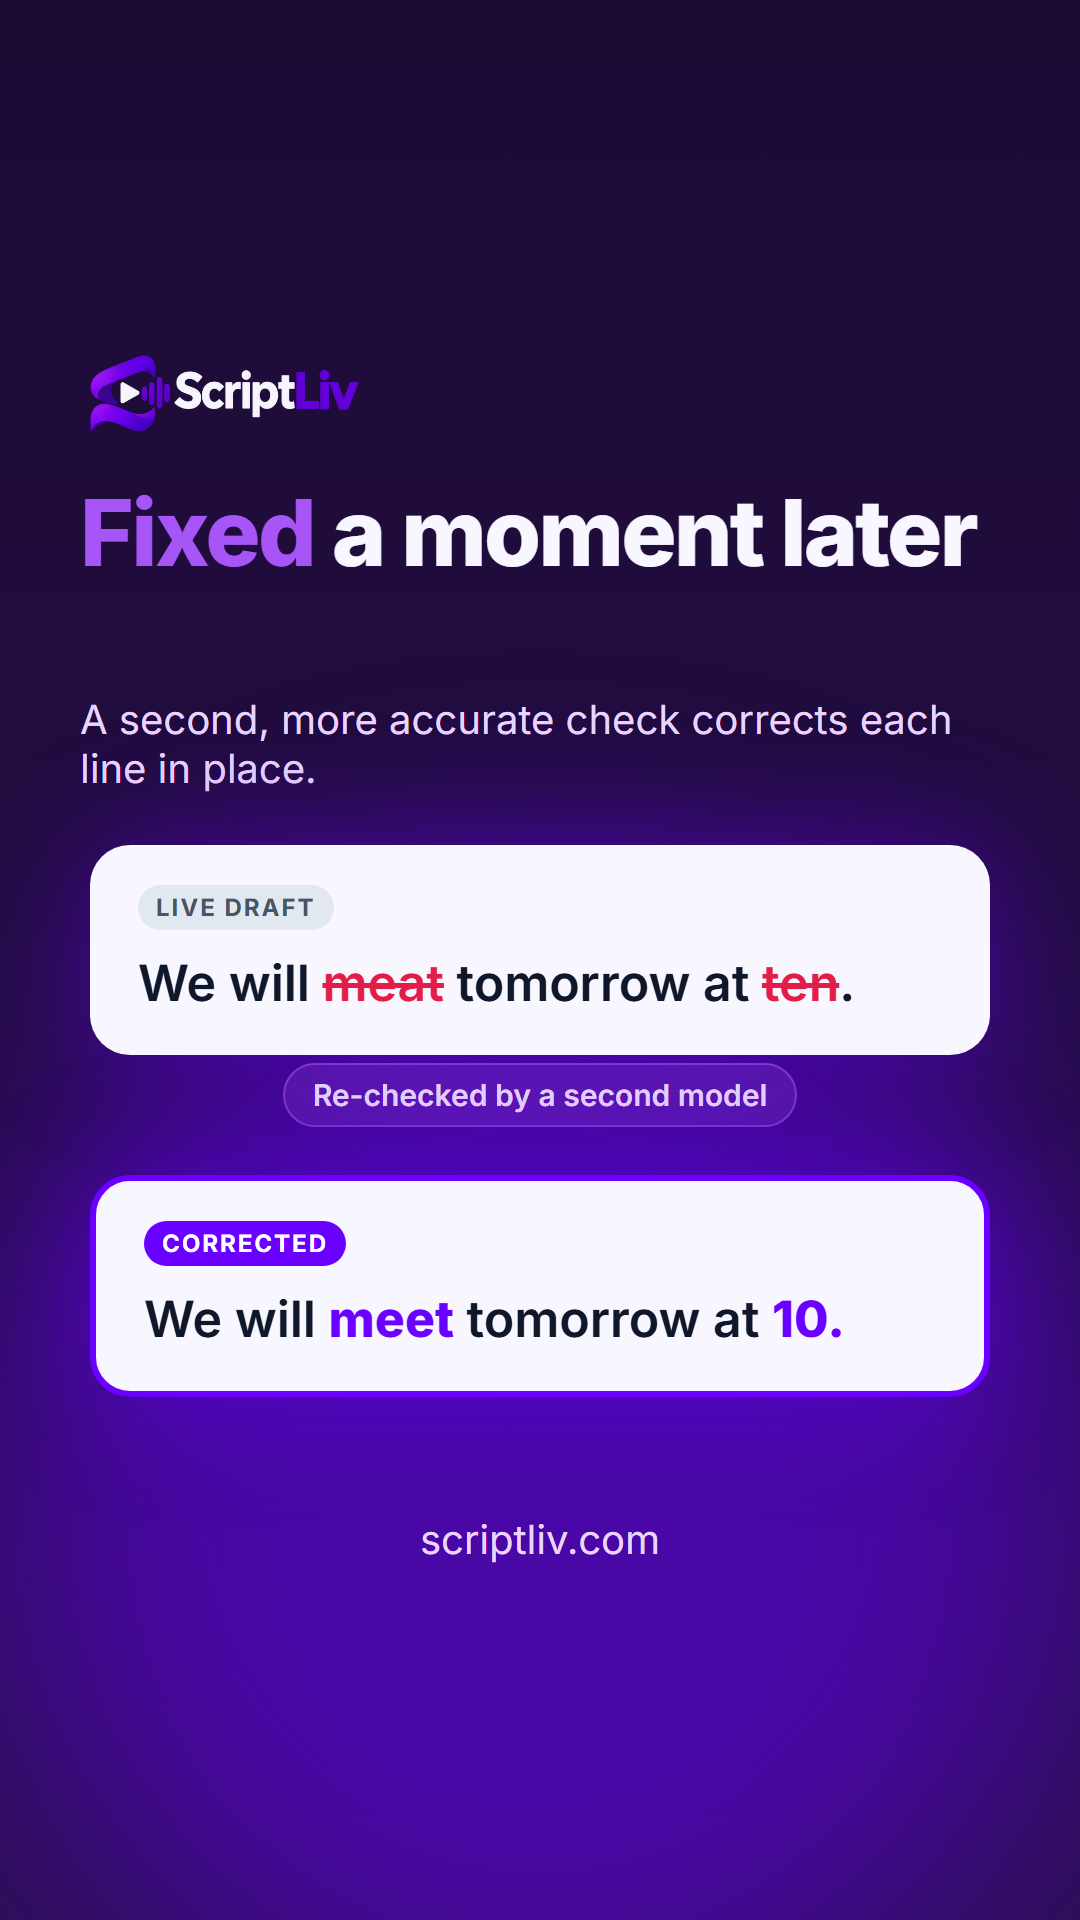 ScriptLiv
Fixed a moment later
A second, more accurate check corrects each
line in place.
LIVE DRAFT
We will meat tomorrow at ten.
Re-checked by a second model
CORRECTED
We will meet tomorrow at 10.
scriptliv.com